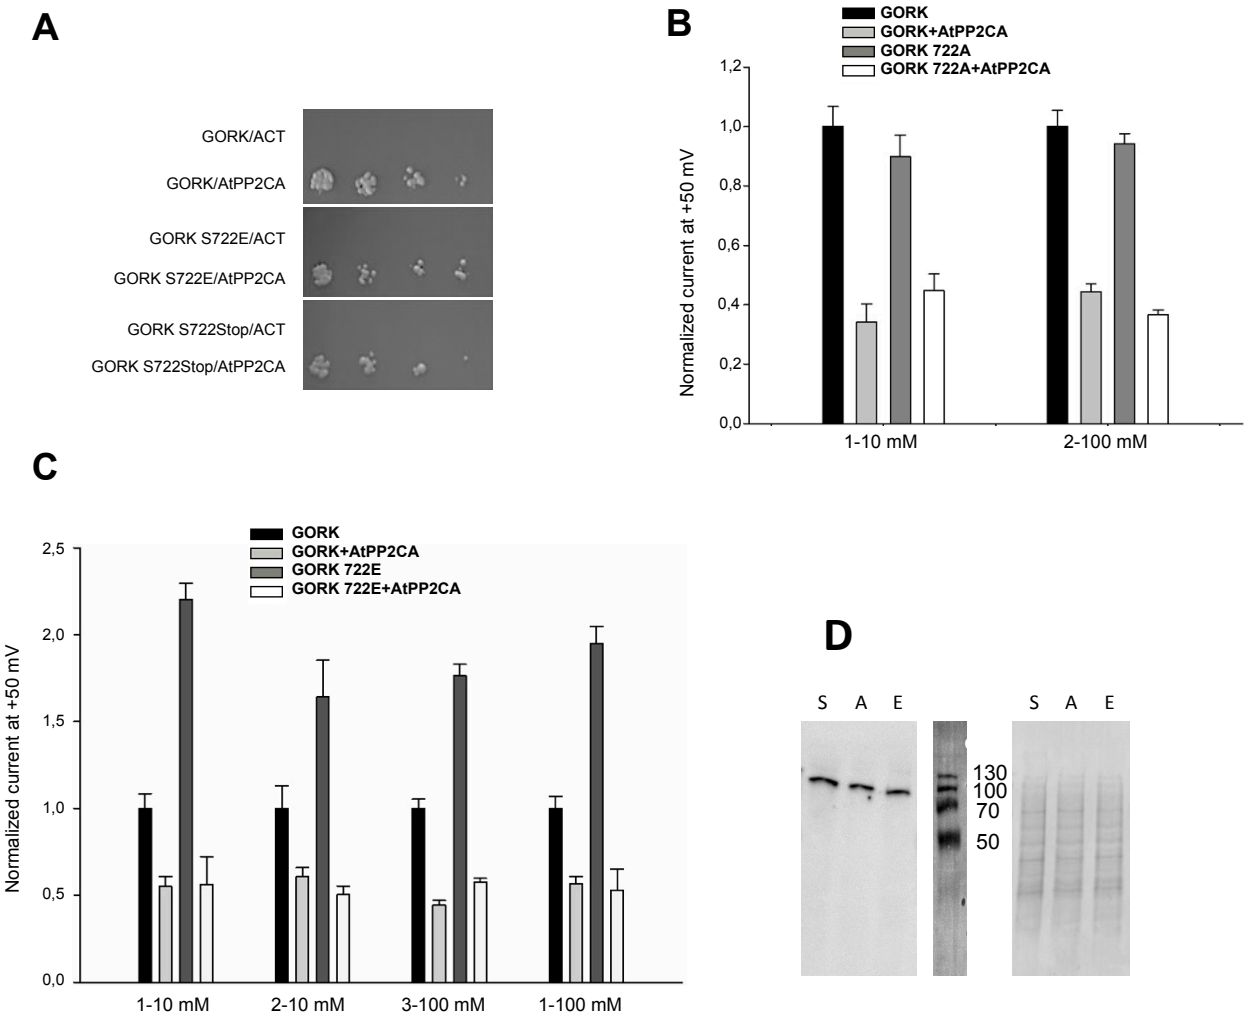 A
GORK/ACT
GORK/AtPP2CA
GORK S722E/ACT
GORK S722E/AtPP2CA
GORK S722Stop/ACT
GORK S722Stop/AtPP2CA
B
GORK
GORK+AtPP2CA
GORK 722A
GORK 722A+AtPP2CA
Normalized current at +50 mV
1,2
1,0
0,8
0,6
0,4
0,2
0,0
1-10 mM
2-100 mM
C
GORK
GORK+AtPP2CA
GORK 722E
GORK 722E+AtPP2CA
Normalized current at +50 mV
2,5
2,0
1,5
1,0
0,5
0,0
1-10 mM
2-10 mM
3-100 mM
1-100 mM
D
S A E
S A E
130
100
70
50